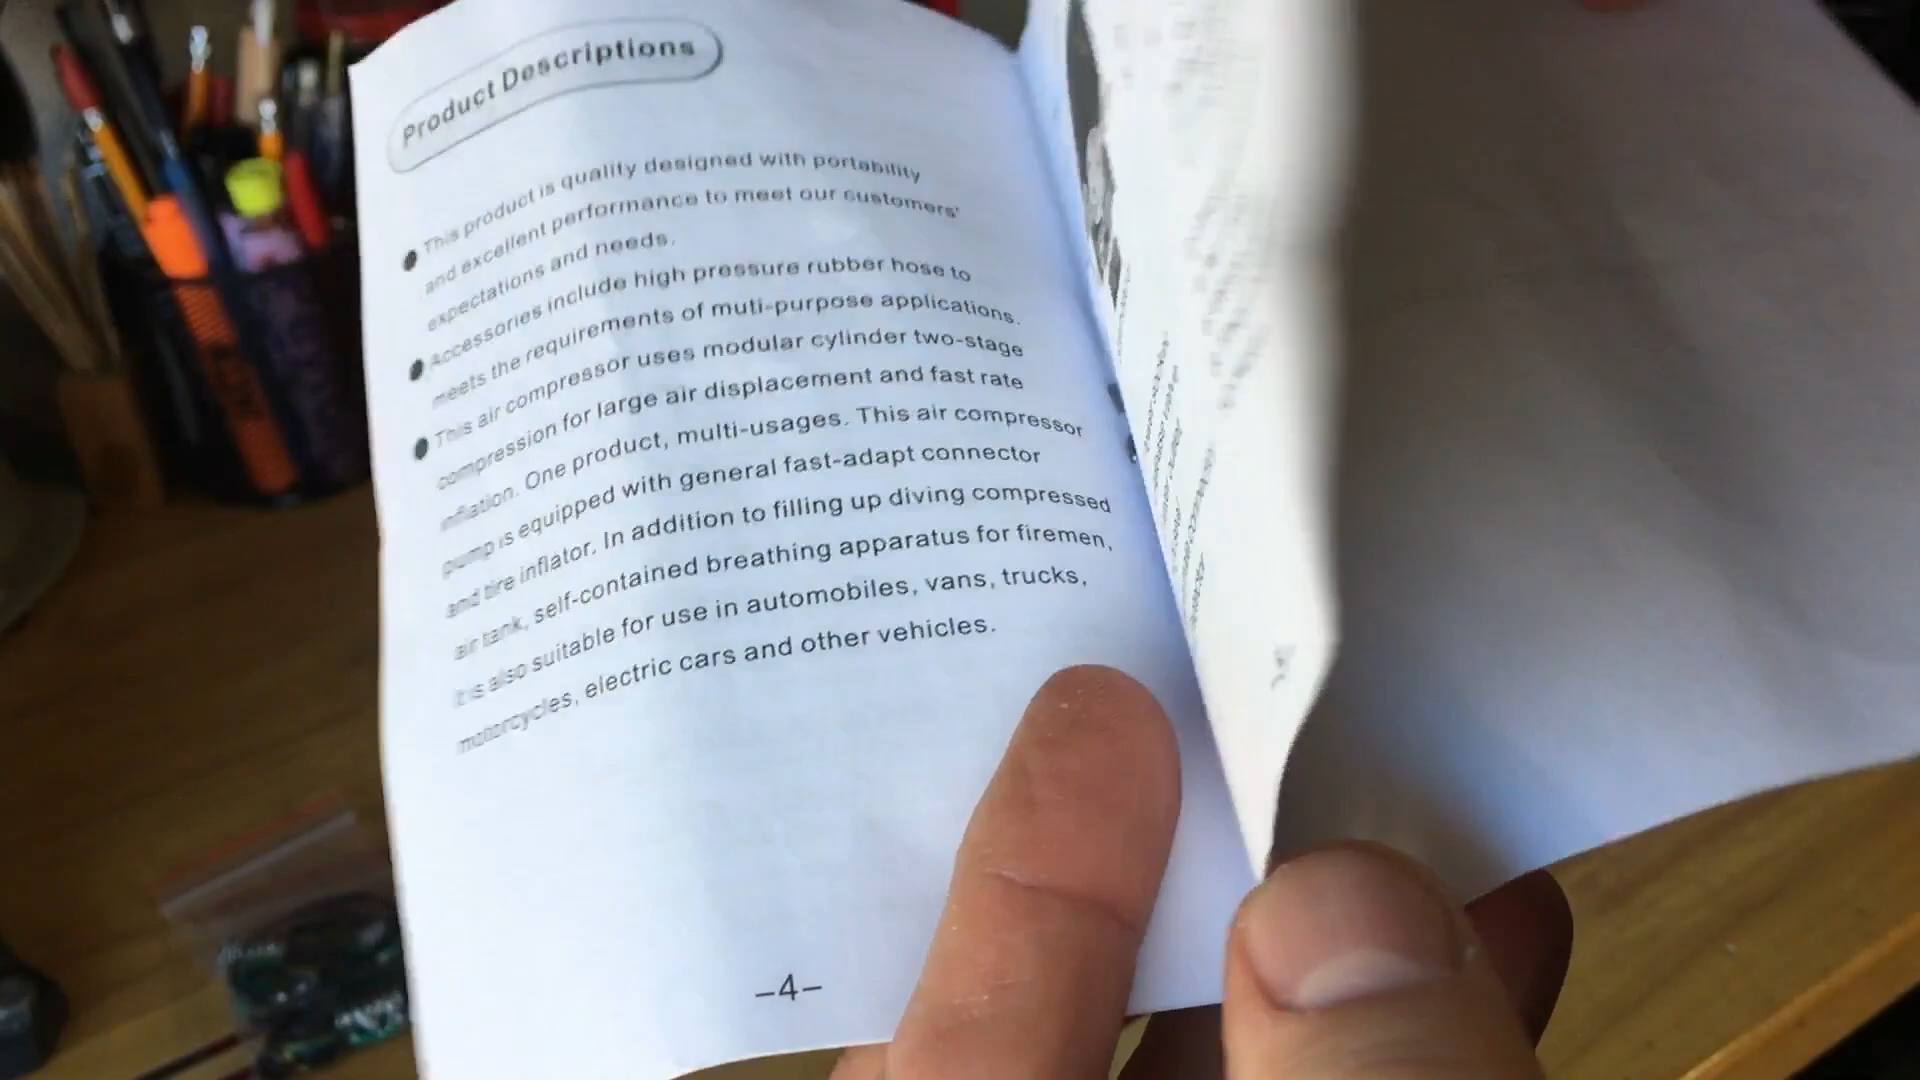 Product Descriptions
This product is quality designed with portability
and excellent performance to meet our customers'
expectations and needs.
Accessories include high pressure rubber hose to
meets the requirements of muti-purpose applications.
This air compressor uses modular cylinder two-stage
compression for large air displacement and fast rate
inflation. One product, multi-usages. This air compressor
pump is equipped with general fast-adapt connector
and tire inflator. In addition to filling up diving compressed
air tank, self-contained breathing apparatus for firemen,
it is also suitable for use in automobiles, vans, trucks,
motorcycles, electric cars and other vehicles.
–4–